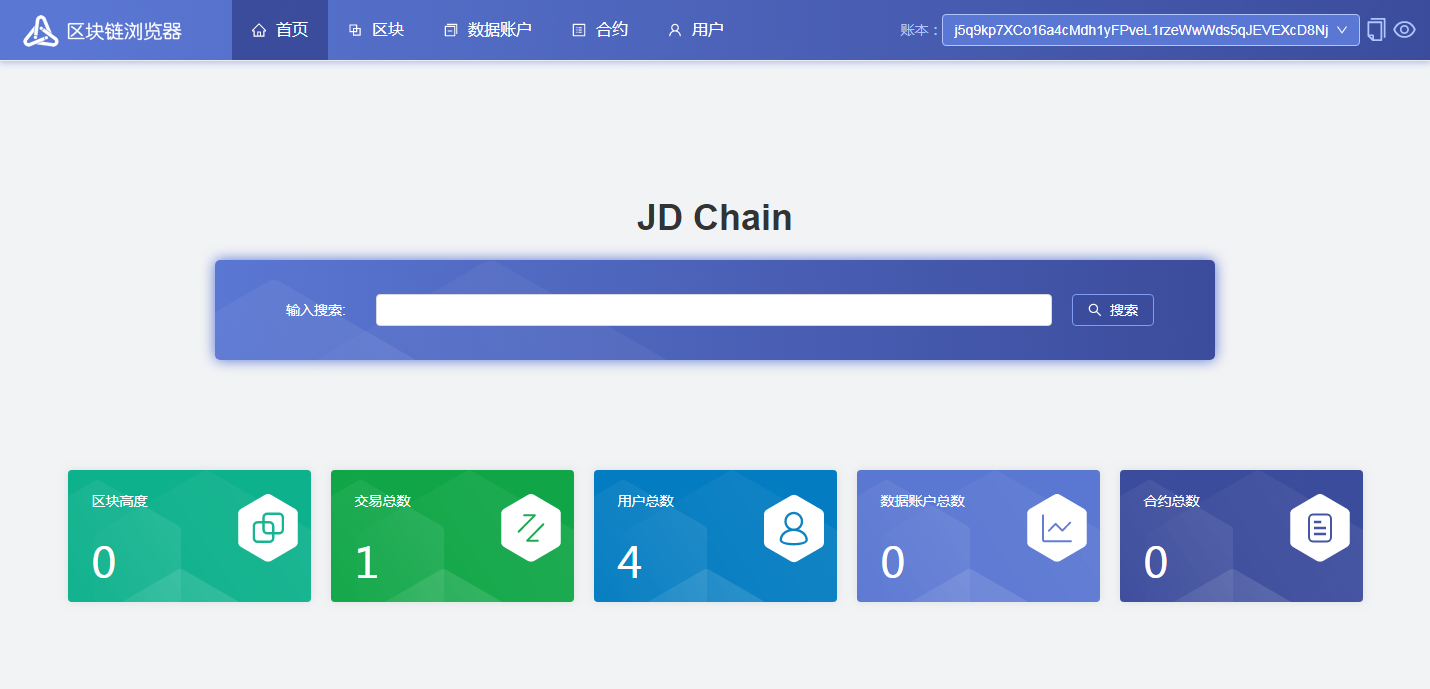 区块链浏览器 首页 区块 数据账户 合约 用户 账本： j5q9kp7XCo16a4cMdh1yFPveL1rzeWwWds5qJEVEXcD8Nj
JD Chain
输入搜索: 搜索
区块高度 交易总数 用户总数 数据账户总数 合约总数
0 1 4 0 0